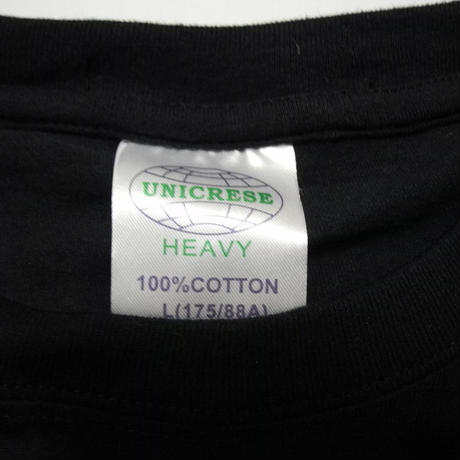 UNICRESE
HEAVY
100%COTTON
L(175/88A)